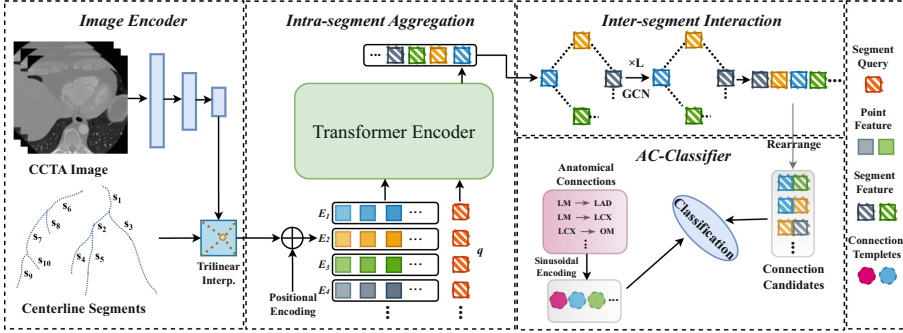 Image Encoder
CCTA Image
S1
S6
S8
S2
S3
S7
S10
S4
S5
S9
Centerline Segments
Trilinear
Interp.
Intra-segment Aggregation
...
Transformer Encoder
E1
...
E2
...
q
E3
...
E4
...
Positional
Encoding
Inter-segment Interaction
×L
GCN
Rearrange
AC-Classifier
Anatomical
Connections
LM → LAD
LM → LCX
LCX → OM
Sinusoidal
Encoding
...
Classification
Connection
Candidates
Segment
Query
Point
Feature
Segment
Feature
Connection
Templetes